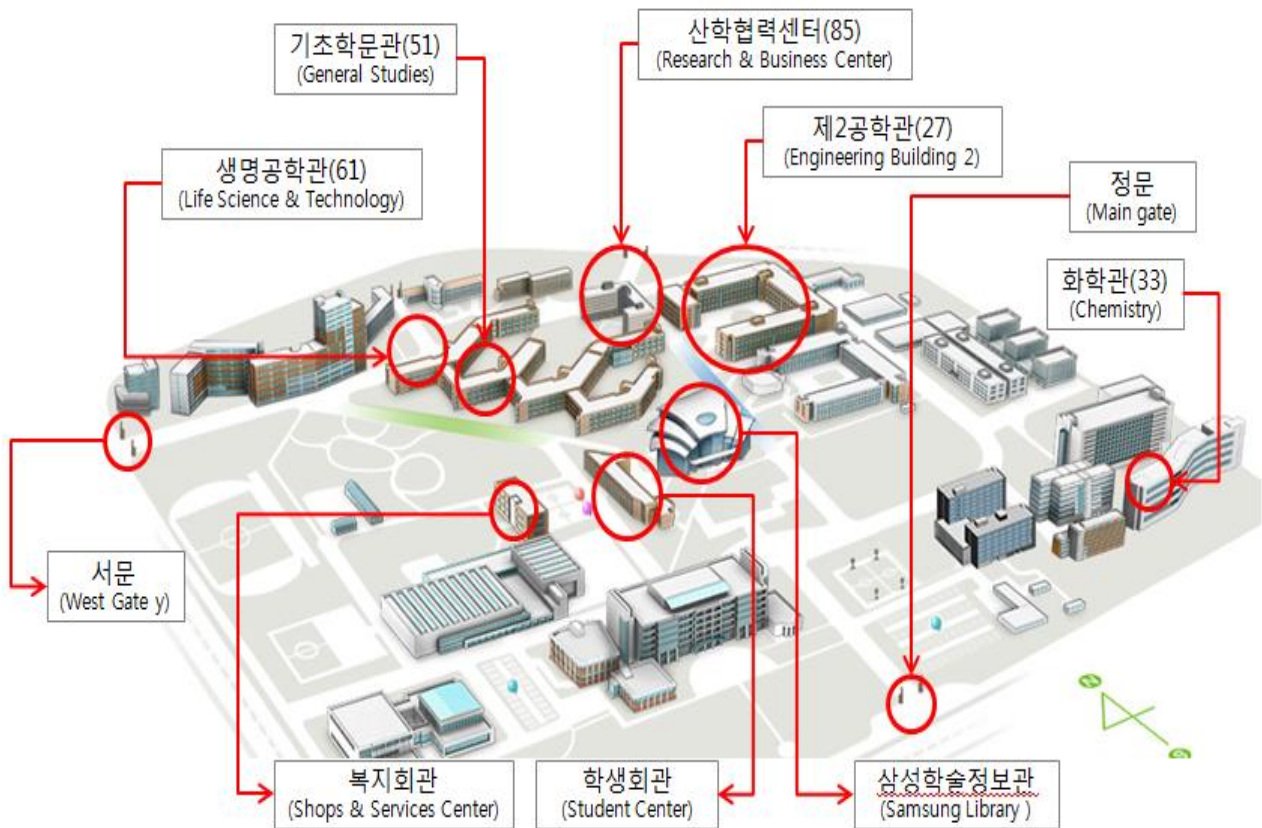 산학협력센터(85)
(Research & Business Center)
기초학문관(51)
(General Studies)
제2공학관(27)
(Engineering Building 2)
생명공학관(61)
(Life Science & Technology)
정문
(Main gate)
화학관(33)
(Chemistry)
서문
(West Gate y)
N
S
복지회관
(Shops & Services Center)
학생회관
(Student Center)
삼성학술정보관
(Samsung Library )